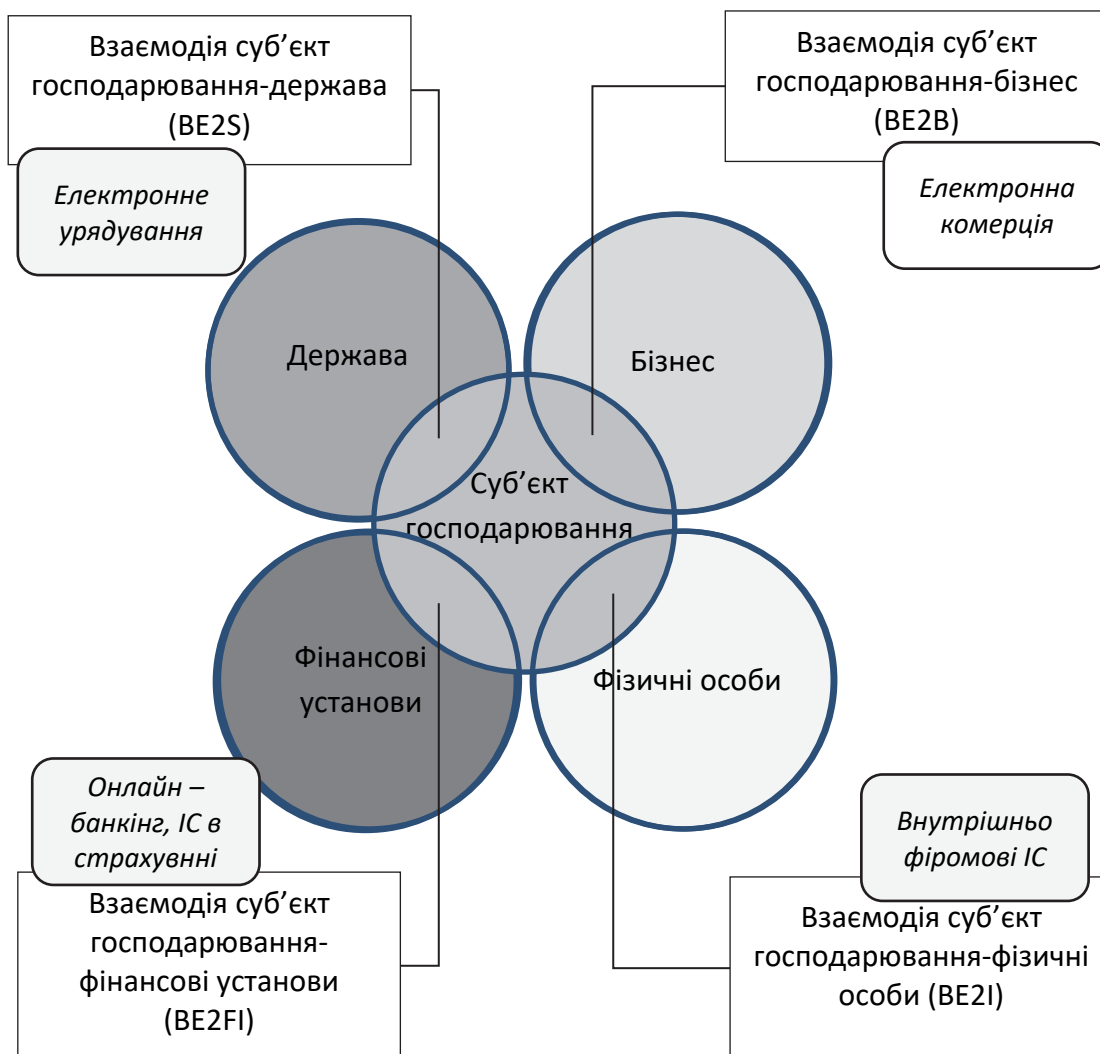 Взаємодія суб’єкт
господарювання-держава
(BE2S)
Електронне
урядування
Взаємодія суб’єкт
господарювання-бізнес
(BE2B)
Електронна
комерція
Держава
Бізнес
Суб’єкт
господарювання
Фінансові
установи
Фізичні особи
Онлайн –
банкінг, ІС в
страхувнні
Взаємодія суб’єкт
господарювання-
фінансові установи
(BE2FI)
Внутрішньо
фіромові ІС
Взаємодія суб’єкт
господарювання-фізичні
особи (BE2I)